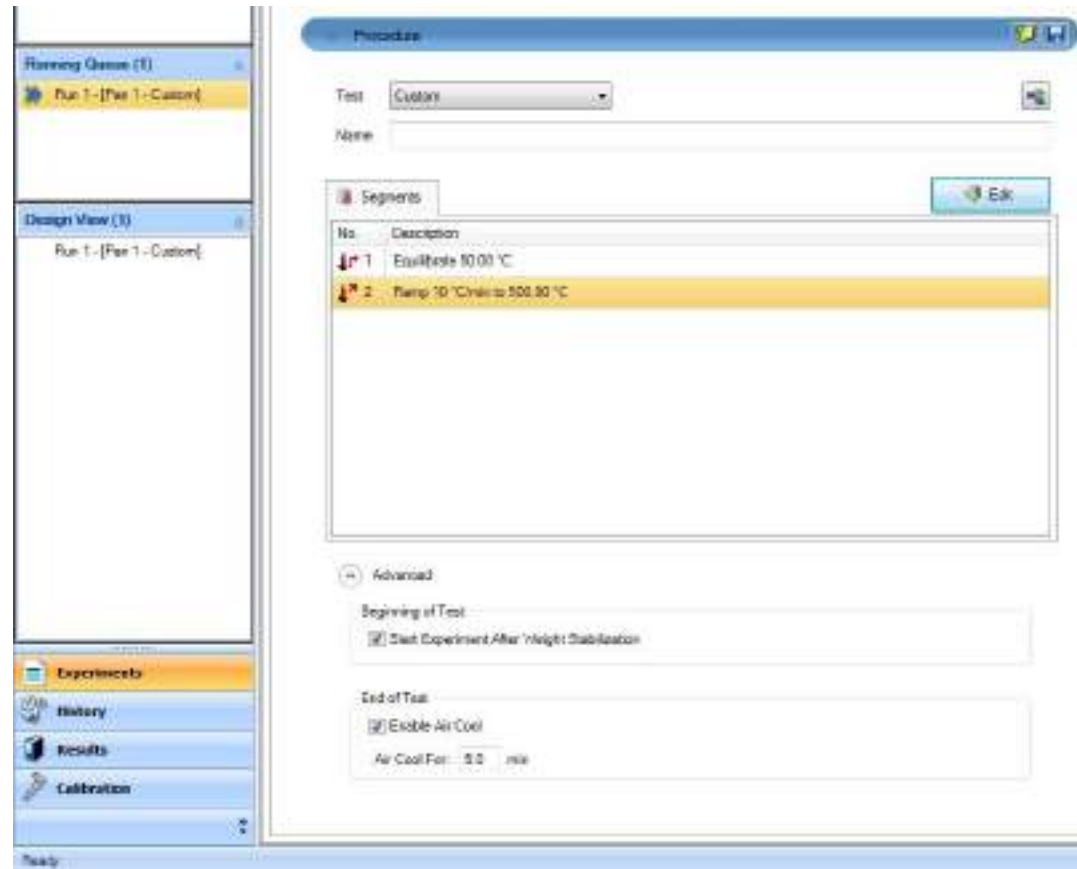 Procedure
Running Queue (1)
Run 1 - [Pan 1 - Custom]
Test Custom
Name
Segments
Edit
Design View (1)
Run 1 - [Pan 1 - Custom]
No. Description
1 Equilibrate 50.00 °C
2 Ramp 10 °C/min to 500.00 °C
Advanced
Beginning of Test
Start Experiment After Weight Stabilization
End of Test
Enable Air Cool
Air Cool For: 5.0 min
Experiments
History
Results
Calibration
Ready